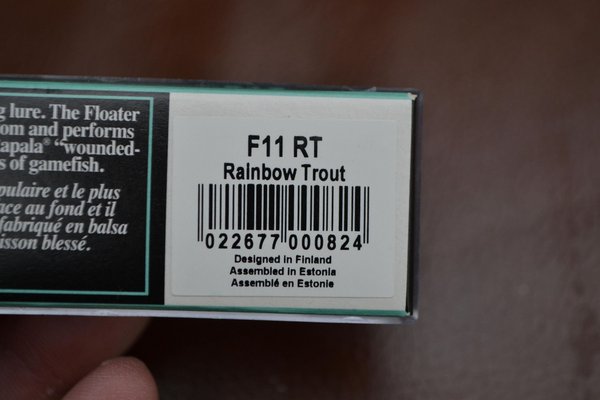 g lure. The Floater
om and performs
apala® “wounded-
s of gamefish.
pulaire et le plus
nce au fond et il
fabriqué en balsa
isson blessé.
F11 RT
Rainbow Trout
022677 000824
Designed in Finland
Assembled in Estonia
Assemblé en Estonie